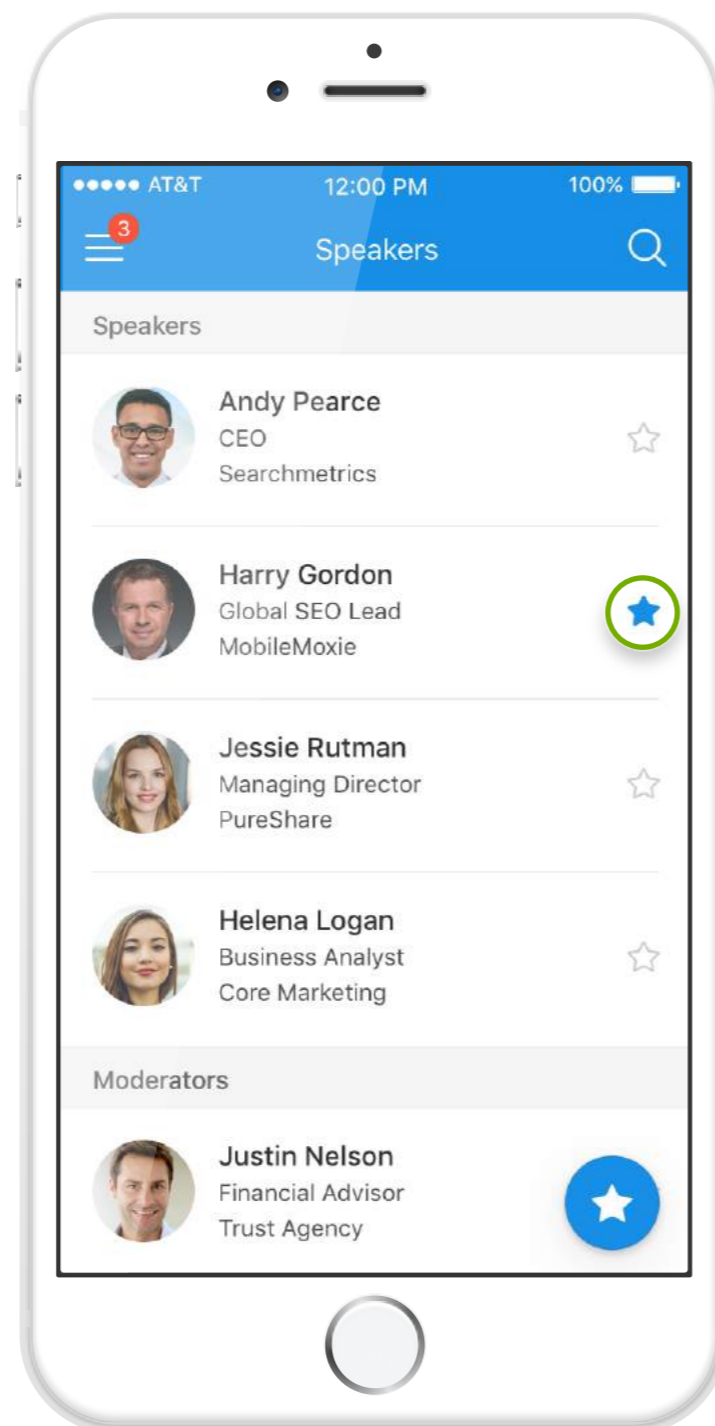 AT&T 12:00 PM 100%
3
Speakers
Speakers
Andy Pearce
CEO
Searchmetrics
Harry Gordon
Global SEO Lead
MobileMoxie
Jessie Rutman
Managing Director
PureShare
Helena Logan
Business Analyst
Core Marketing
Moderators
Justin Nelson
Financial Advisor
Trust Agency